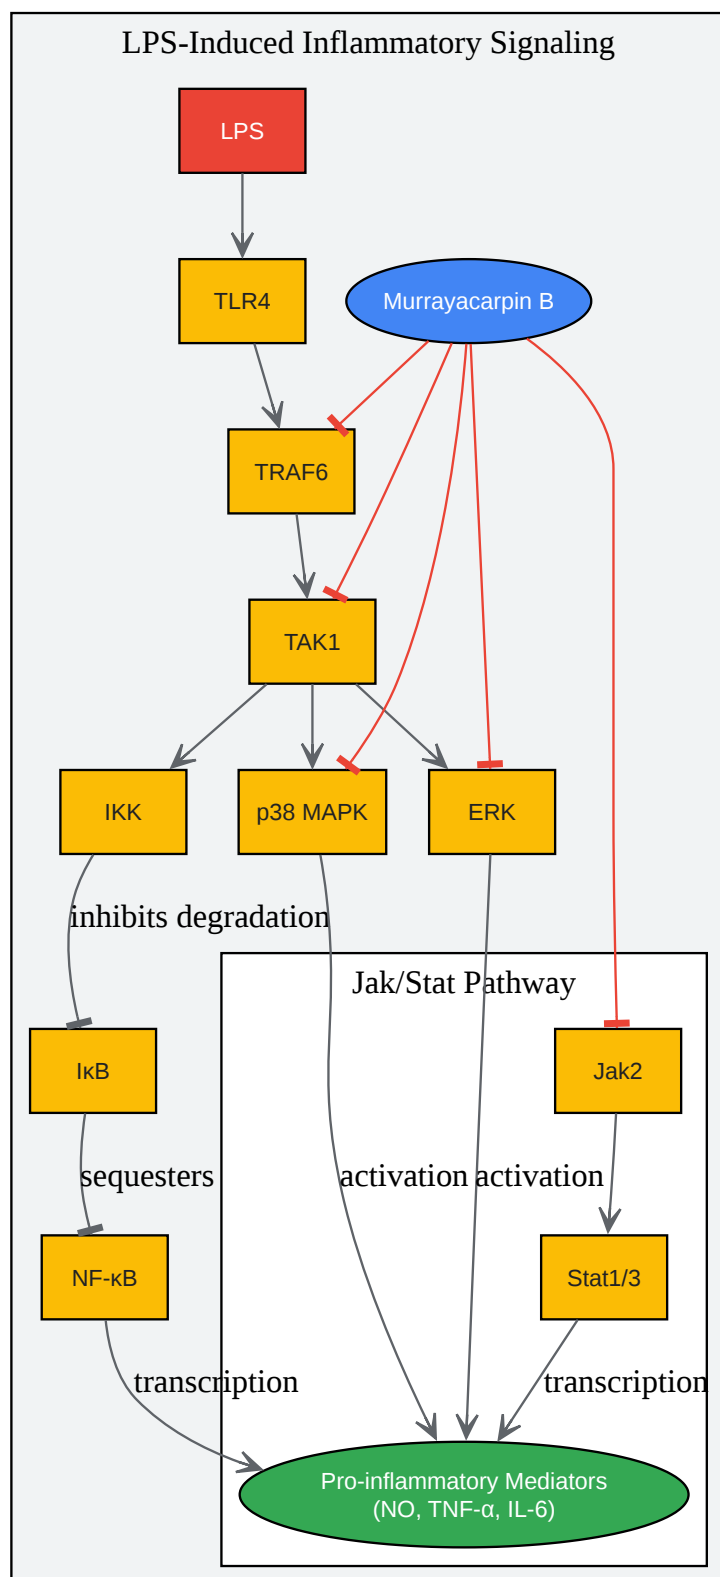 LPS-Induced Inflammatory Signaling
LPS
TLR4
Murrayacarpin B
TRAF6
TAK1
IKK
p38 MAPK
ERK
inhibits degradation
Jak/Stat Pathway
IκB
Jak2
sequesters
activation
activation
NF-κB
Stat1/3
transcription
transcription
Pro-inflammatory Mediators
(NO, TNF-α, IL-6)